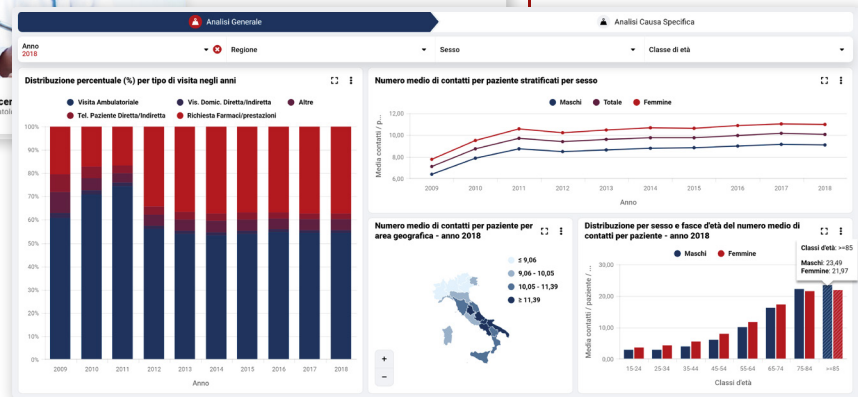 Analisi Generale
Analisi Causa Specifica
Anno
2018
Regione
Sesso
Classe di età
Distribuzione percentuale (%) per tipo di visita negli anni
Visita Ambulatoriale
Vis. Domic. Diretta/Indiretta
Altre
Tel. Paziente Diretta/Indiretta
Richiesta Farmaci/prestazioni
100%
90%
80%
70%
60%
50%
40%
30%
20%
10%
0%
2009 2010 2011 2012 2013 2014 2015 2016 2017 2018
Anno
Numero medio di contatti per paziente stratificati per sesso
Maschi
Totale
Femmine
Media contatti / p...
12,00
10,00
8,00
6,00
2009 2010 2011 2012 2013 2014 2015 2016 2017 2018
Anno
Numero medio di contatti per paziente per
area geografica - anno 2018
≤ 9,06
9,06 - 10,05
10,05 - 11,39
≥ 11,39
+
−
Distribuzione per sesso e fasce d'età del numero medio di
contatti per paziente - anno 2018
Maschi
Femmine
Classi d'età: >=85
Maschi: 23,49
Femmine: 21,97
Media contatti / paziente / ...
30,00
20,00
10,00
0,00
15-24 25-34 35-44 45-54 55-64 65-74 75-84 >=85
Classi d'età